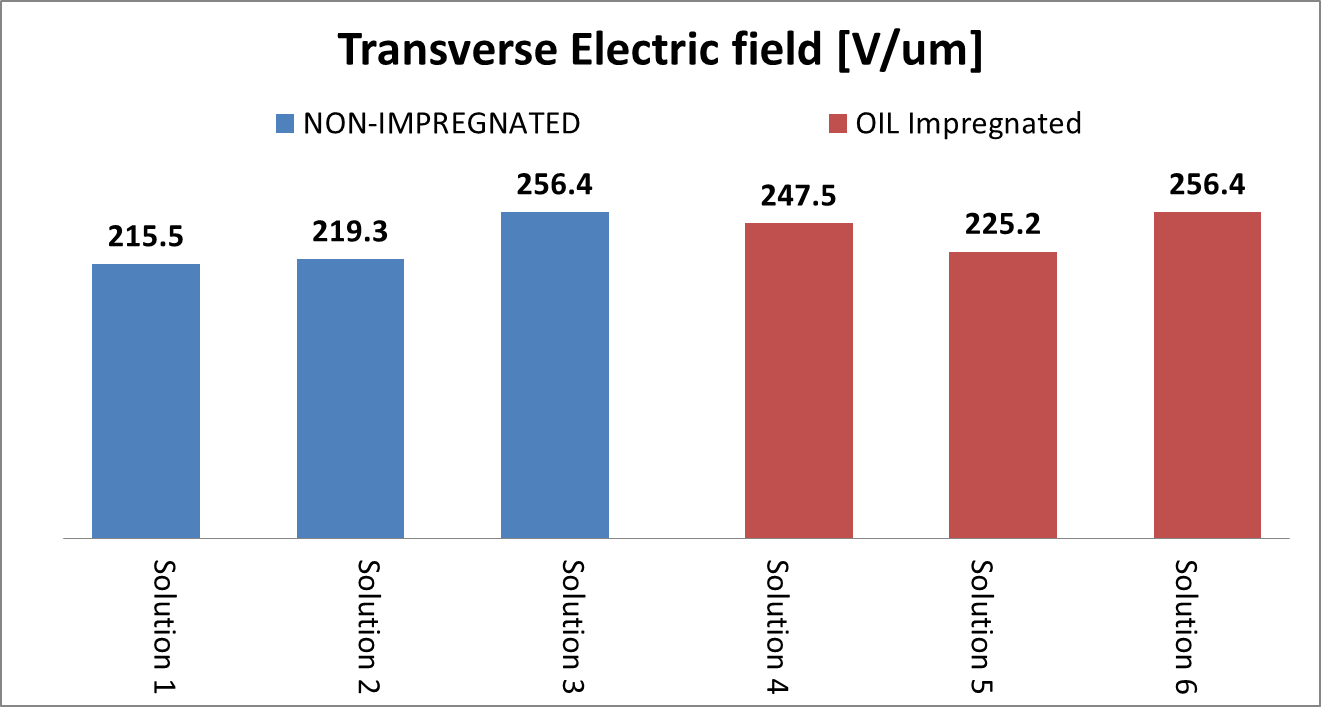 Transverse Electric field [V/um]
NON-IMPREGNATED
OIL Impregnated
215.5
219.3
256.4
247.5
225.2
256.4
Solution 1
Solution 2
Solution 3
Solution 4
Solution 5
Solution 6